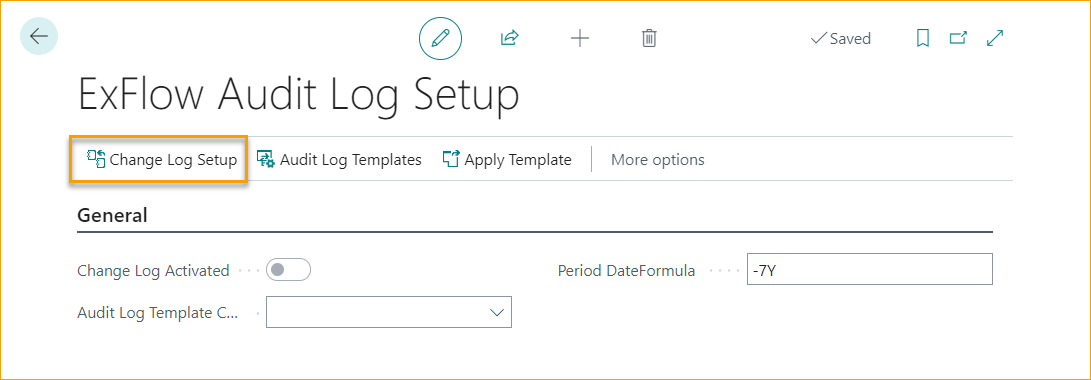 Saved
ExFlow Audit Log Setup
Change Log Setup Audit Log Templates Apply Template More options
General
Change Log Activated Period DateFormula -7Y
Audit Log Template C...